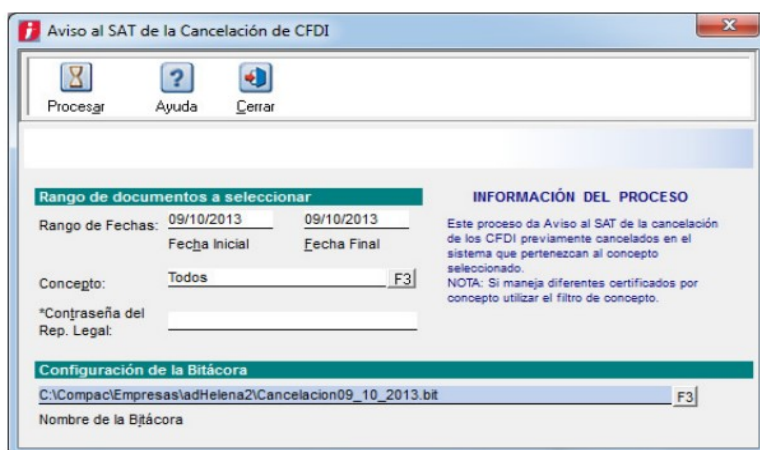 Aviso al SAT de la Cancelación de CFDI
Procesar Ayuda Cerrar
Rango de documentos a seleccionar
Rango de Fechas: 09/10/2013 09/10/2013
Fecha Inicial Fecha Final
Concepto: Todos F3
*Contraseña del
Rep. Legal:
INFORMACIÓN DEL PROCESO
Este proceso da Aviso al SAT de la cancelación
de los CFDI previamente cancelados en el
sistema que pertenezcan al concepto
seleccionado.
NOTA: Si maneja diferentes certificados por
concepto utilizar el filtro de concepto.
Configuración de la Bitácora
C:\Compac\Empresas\adHelena2\Cancelacion09_10_2013.bit F3
Nombre de la Bitácora